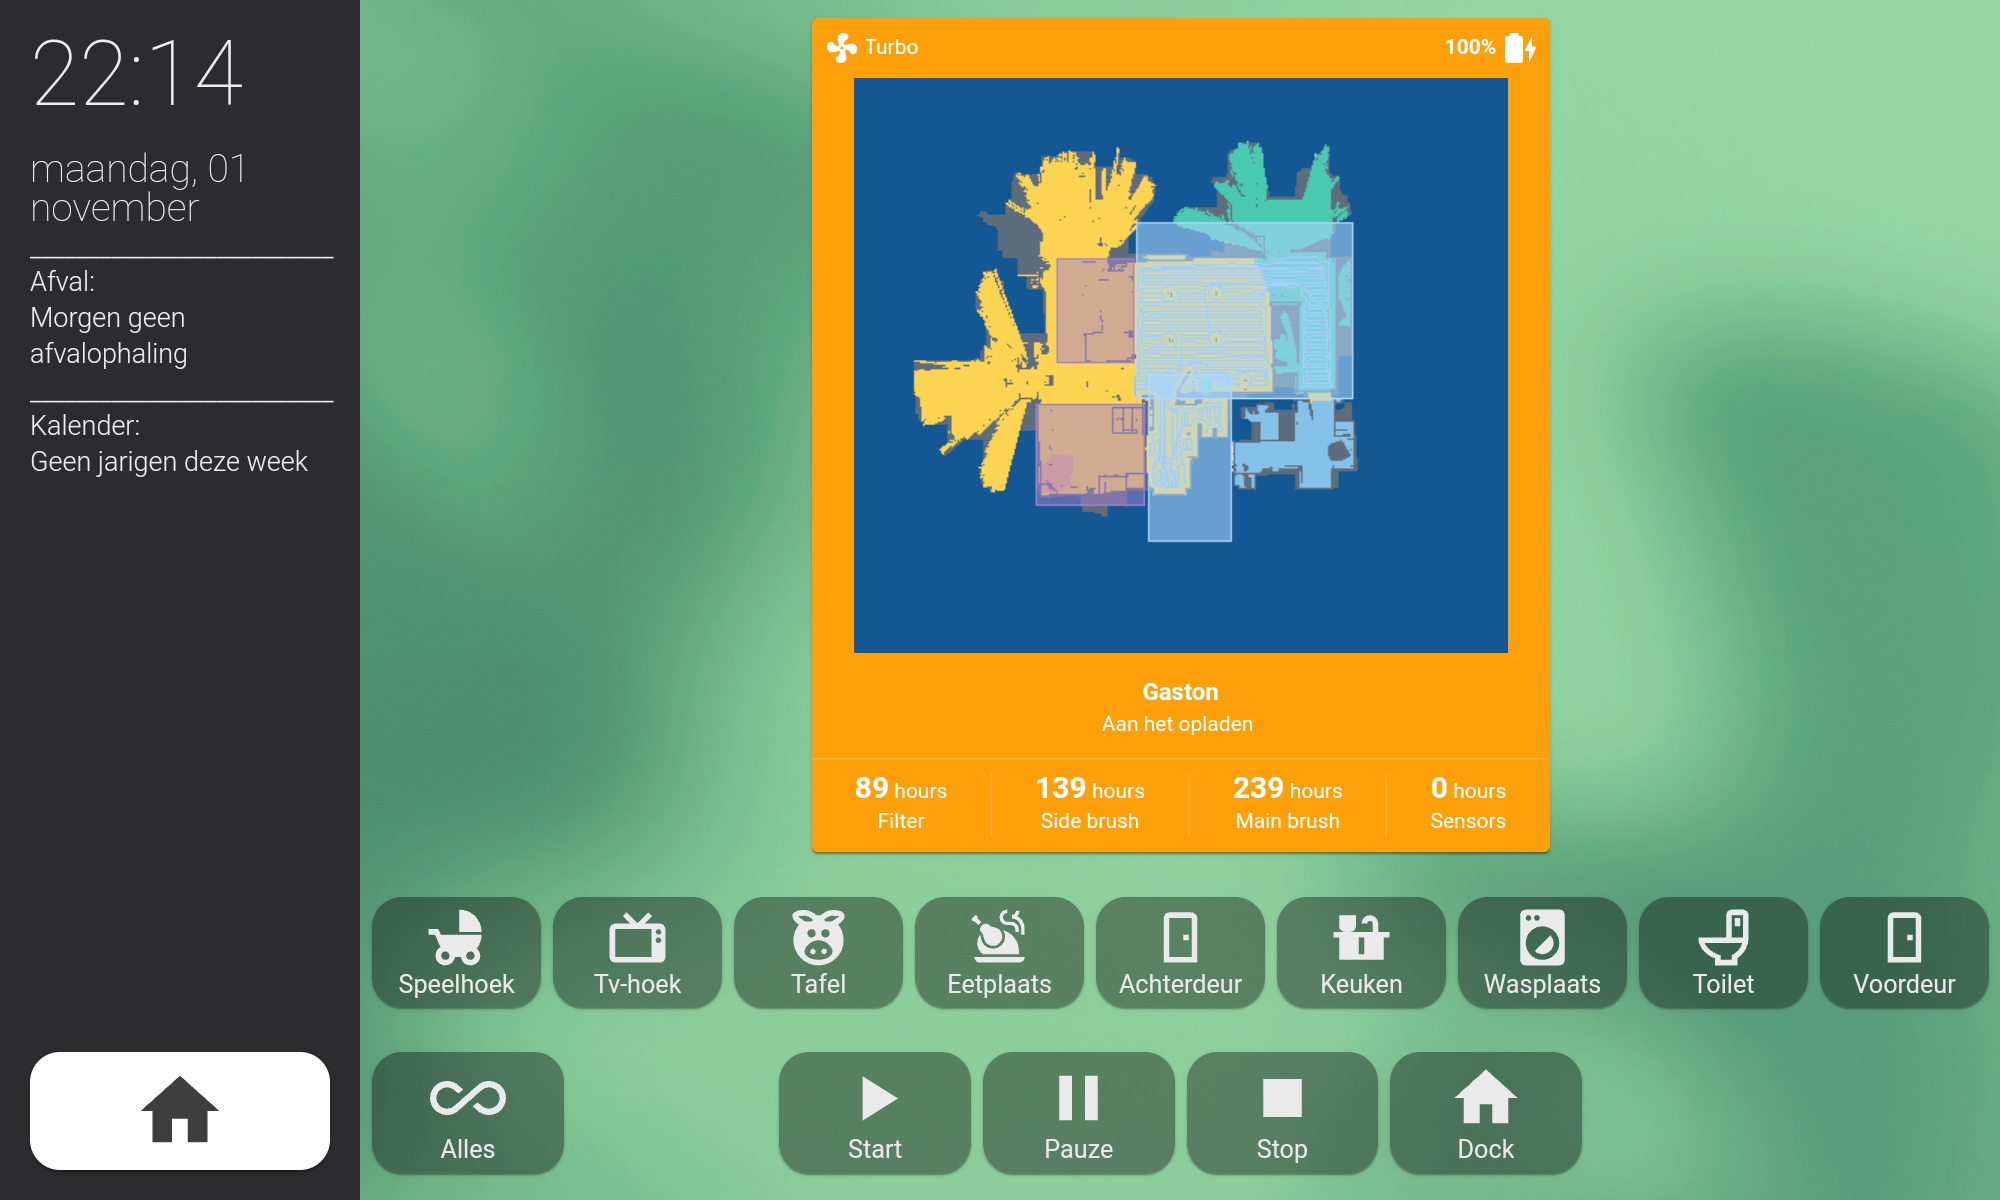 22:14
maandag, 01
november
Afval:
Morgen geen
afvalophaling
Kalender:
Geen jarigen deze week
Turbo
100%
Gaston
Aan het opladen
89 hours
Filter
139 hours
Side brush
239 hours
Main brush
0 hours
Sensors
Speelhoek
Tv-hoek
Tafel
Eetplaats
Achterdeur
Keuken
Wasplaats
Toilet
Voordeur
Alles
Start
Pauze
Stop
Dock